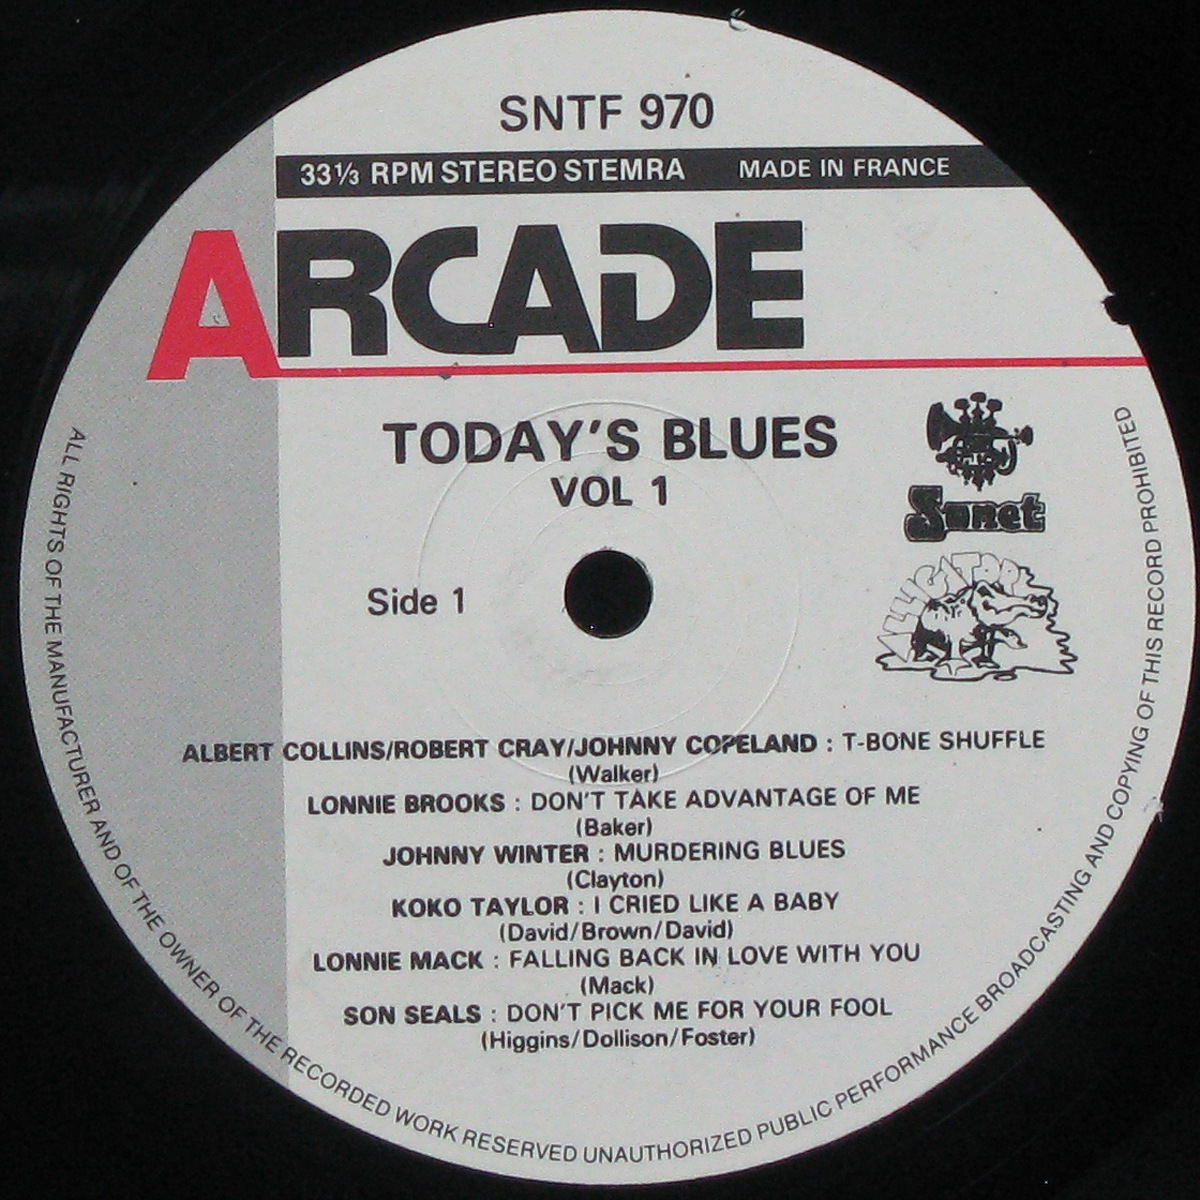 SNTF 970
33 1/3 RPM STEREO STEMRA MADE IN FRANCE
ARCADE
TODAY'S BLUES
VOL 1
Sonet
ALLIGATOR
Side 1
ALBERT COLLINS/ROBERT CRAY/JOHNNY COPELAND : T-BONE SHUFFLE
(Walker)
LONNIE BROOKS : DON'T TAKE ADVANTAGE OF ME
(Baker)
JOHNNY WINTER : MURDERING BLUES
(Clayton)
KOKO TAYLOR : I CRIED LIKE A BABY
(David/Brown/David)
LONNIE MACK : FALLING BACK IN LOVE WITH YOU
(Mack)
SON SEALS : DON'T PICK ME FOR YOUR FOOL
(Higgins/Dollison/Foster)
ALL RIGHTS OF THE MANUFACTURER AND OF THE OWNER OF THE RECORDED WORK RESERVED UNAUTHORIZED PUBLIC PERFORMANCE BROADCASTING AND COPYING OF THIS RECORD PROHIBITED